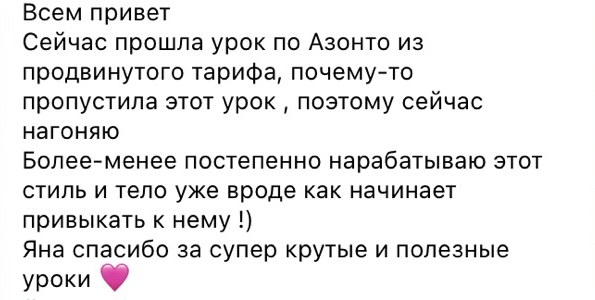 Всем привет
Сейчас прошла урок по Азонто из
продвинутого тарифа, почему-то
пропустила этот урок , поэтому сейчас
нагоняю
Более-менее постепенно нарабатываю этот
стиль и тело уже вроде как начинает
привыкать к нему !)
Яна спасибо за супер крутые и полезные
уроки 💗